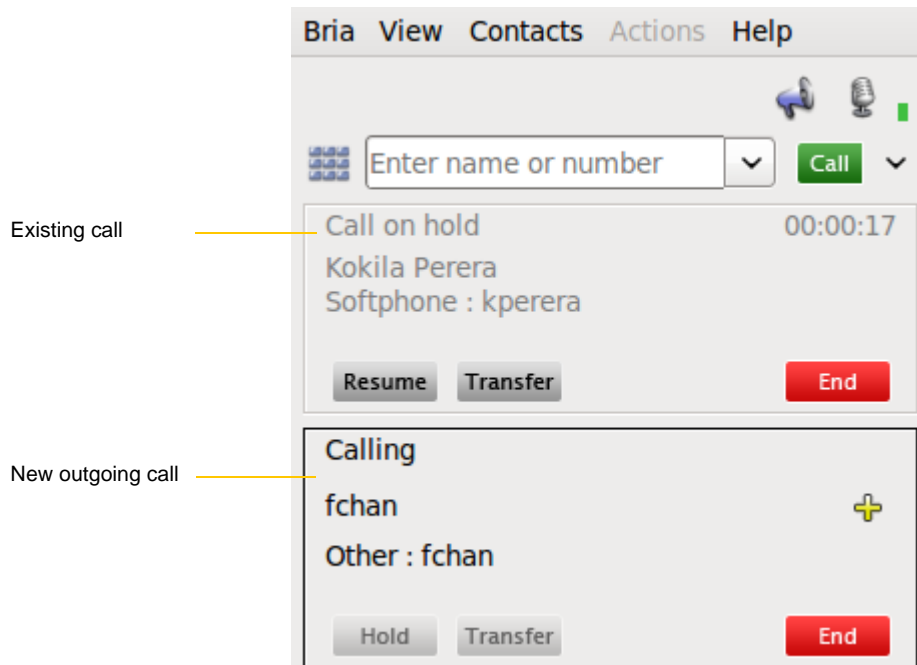 Bria View Contacts Actions Help
Enter name or number Call
Existing call
Call on hold 00:00:17
Kokila Perera
Softphone : kperera
Resume Transfer End
Calling
New outgoing call
fchan
Other : fchan
Hold Transfer End